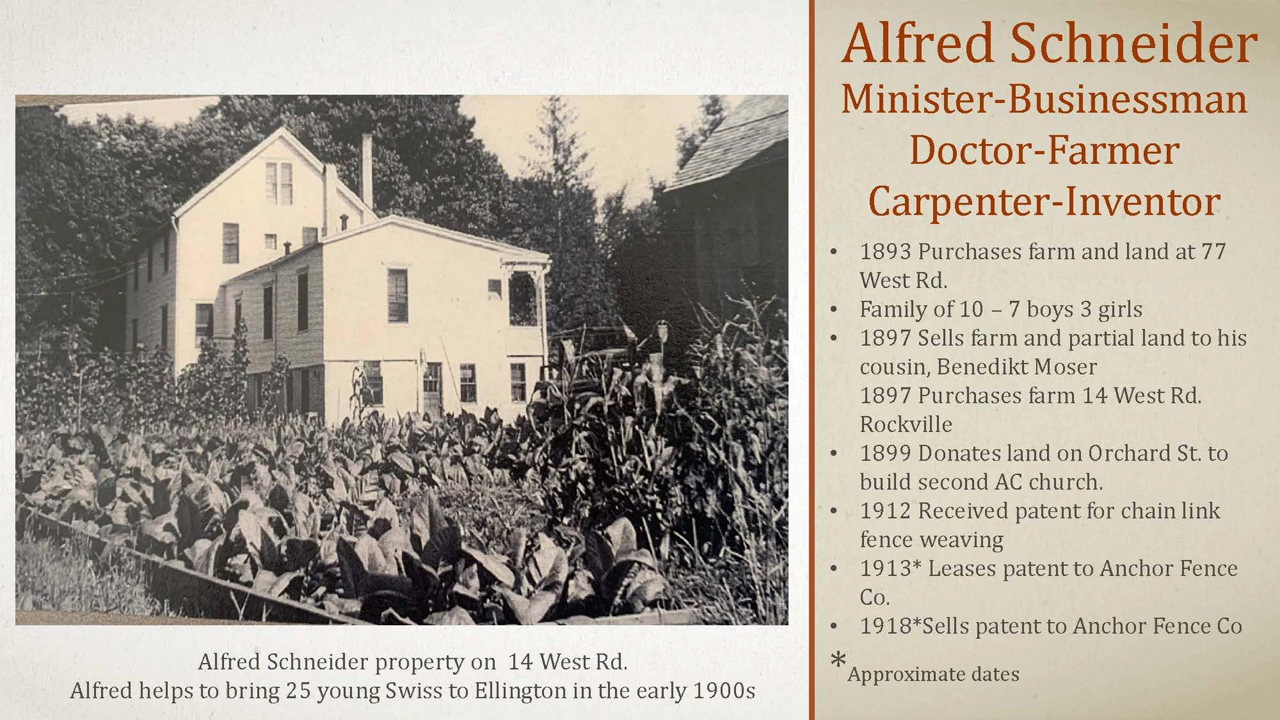 Alfred Schneider
Minister-Businessman
Doctor-Farmer
Carpenter-Inventor
• 1893 Purchases farm and land at 77
West Rd.
• Family of 10 – 7 boys 3 girls
• 1897 Sells farm and partial land to his
cousin, Benedikt Moser
1897 Purchases farm 14 West Rd.
Rockville
• 1899 Donates land on Orchard St. to
build second AC church.
• 1912 Received patent for chain link
fence weaving
• 1913* Leases patent to Anchor Fence
Co.
• 1918*Sells patent to Anchor Fence Co
*Approximate dates
Alfred Schneider property on 14 West Rd.
Alfred helps to bring 25 young Swiss to Ellington in the early 1900s